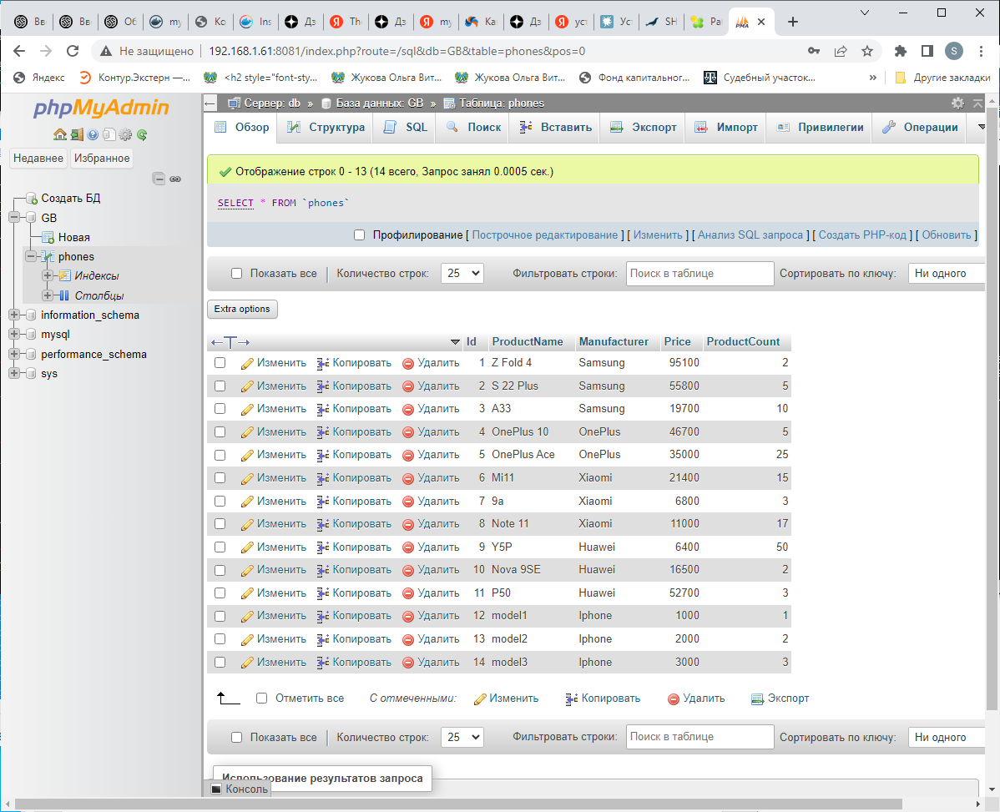 Вв Вв Об my Ко Ins Дз Th Дз my Ка Дз уст Ус SH Pa
Не защищено 192.168.1.61:8081/index.php?route=/sql&db=GB&table=phones&pos=0 S
Яндекс Контур.Экстерн —... <h2 style="font-sty... Жукова Ольга Вит... Жукова Ольга Вит... Фонд капитальног... Судебный участок... » Другие закладки
phpMyAdmin
Недавнее Избранное
Создать БД
GB
Новая
phones
Индексы
Столбцы
information_schema
mysql
performance_schema
sys
Сервер: db » База данных: GB » Таблица: phones
Обзор Структура SQL Поиск Вставить Экспорт Импорт Привилегии Операции
Отображение строк 0 - 13 (14 всего, Запрос занял 0.0005 сек.)
SELECT * FROM `phones`
Профилирование [ Построчное редактирование ] [ Изменить ] [ Анализ SQL запроса ] [ Создать PHP-код ] [ Обновить ]
Показать все Количество строк: 25 Фильтровать строки: Поиск в таблице Сортировать по ключу: Ни одного
Extra options
←T→ Id ProductName Manufacturer Price ProductCount
Изменить Копировать Удалить 1 Z Fold 4 Samsung 95100 2
Изменить Копировать Удалить 2 S 22 Plus Samsung 55800 5
Изменить Копировать Удалить 3 A33 Samsung 19700 10
Изменить Копировать Удалить 4 OnePlus 10 OnePlus 46700 5
Изменить Копировать Удалить 5 OnePlus Ace OnePlus 35000 25
Изменить Копировать Удалить 6 Mi11 Xiaomi 21400 15
Изменить Копировать Удалить 7 9a Xiaomi 6800 3
Изменить Копировать Удалить 8 Note 11 Xiaomi 11000 17
Изменить Копировать Удалить 9 Y5P Huawei 6400 50
Изменить Копировать Удалить 10 Nova 9SE Huawei 16500 2
Изменить Копировать Удалить 11 P50 Huawei 52700 3
Изменить Копировать Удалить 12 model1 Iphone 1000 1
Изменить Копировать Удалить 13 model2 Iphone 2000 2
Изменить Копировать Удалить 14 model3 Iphone 3000 3
Отметить все С отмеченными: Изменить Копировать Удалить Экспорт
Показать все Количество строк: 25 Фильтровать строки: Поиск в таблице Сортировать по ключу: Ни одного
Использование результатов запроса
Консоль